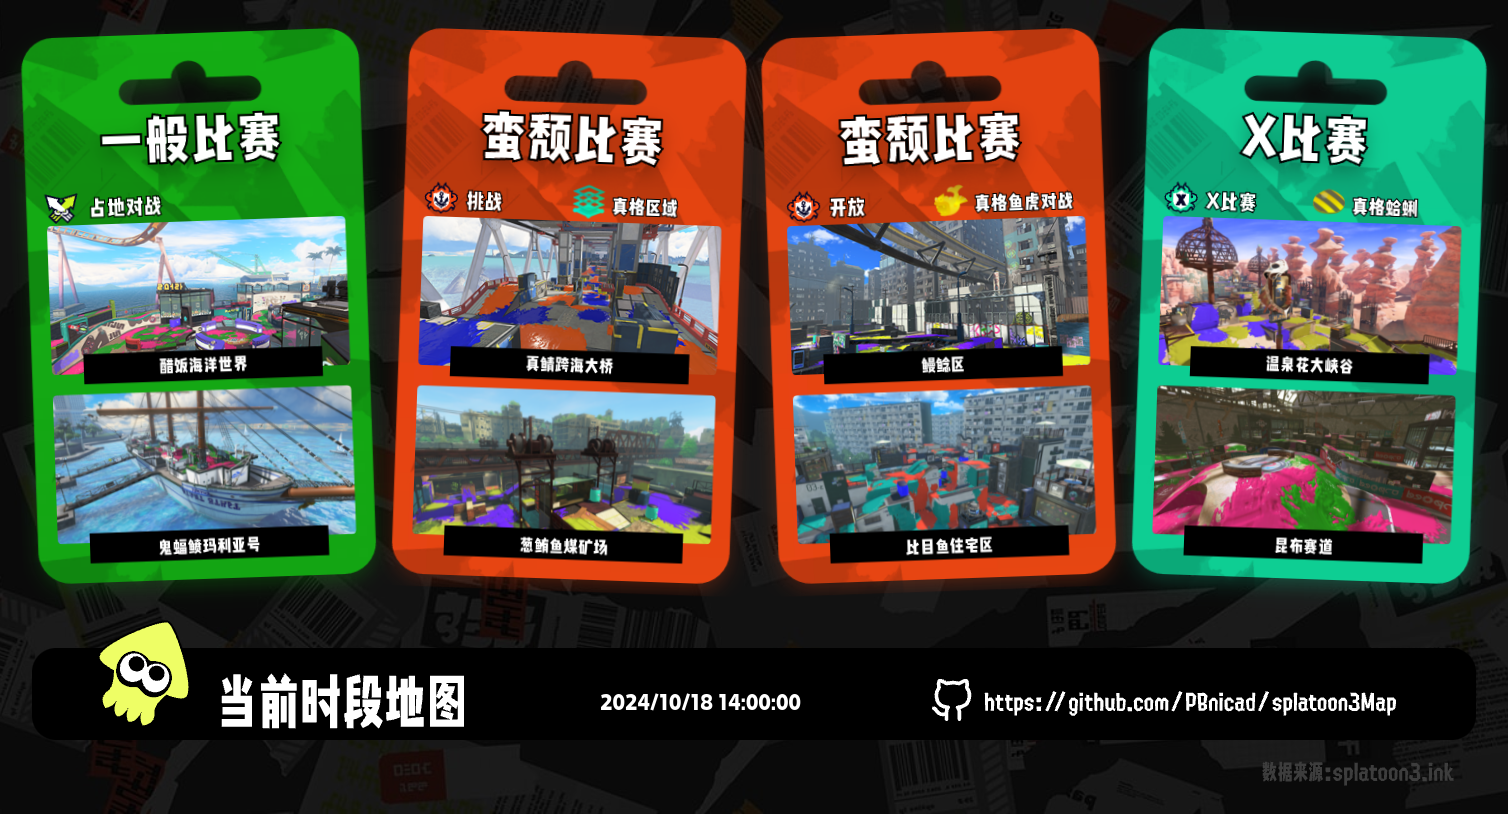 一般比赛
占地对战
醋饭海洋世界
鬼蝠鲼玛利亚号
蛮颓比赛
挑战
真格区域
真鲭跨海大桥
葱鲔鱼煤矿场
蛮颓比赛
开放
真格鱼虎对战
鳗鲶区
比目鱼住宅区
X比赛
X比赛
真格蛤蜊
温泉花大峡谷
昆布赛道
当前时段地图
2024/10/18 14:00:00
https://github.com/PBnicad/splatoon3Map
数据来源:splatoon3.ink